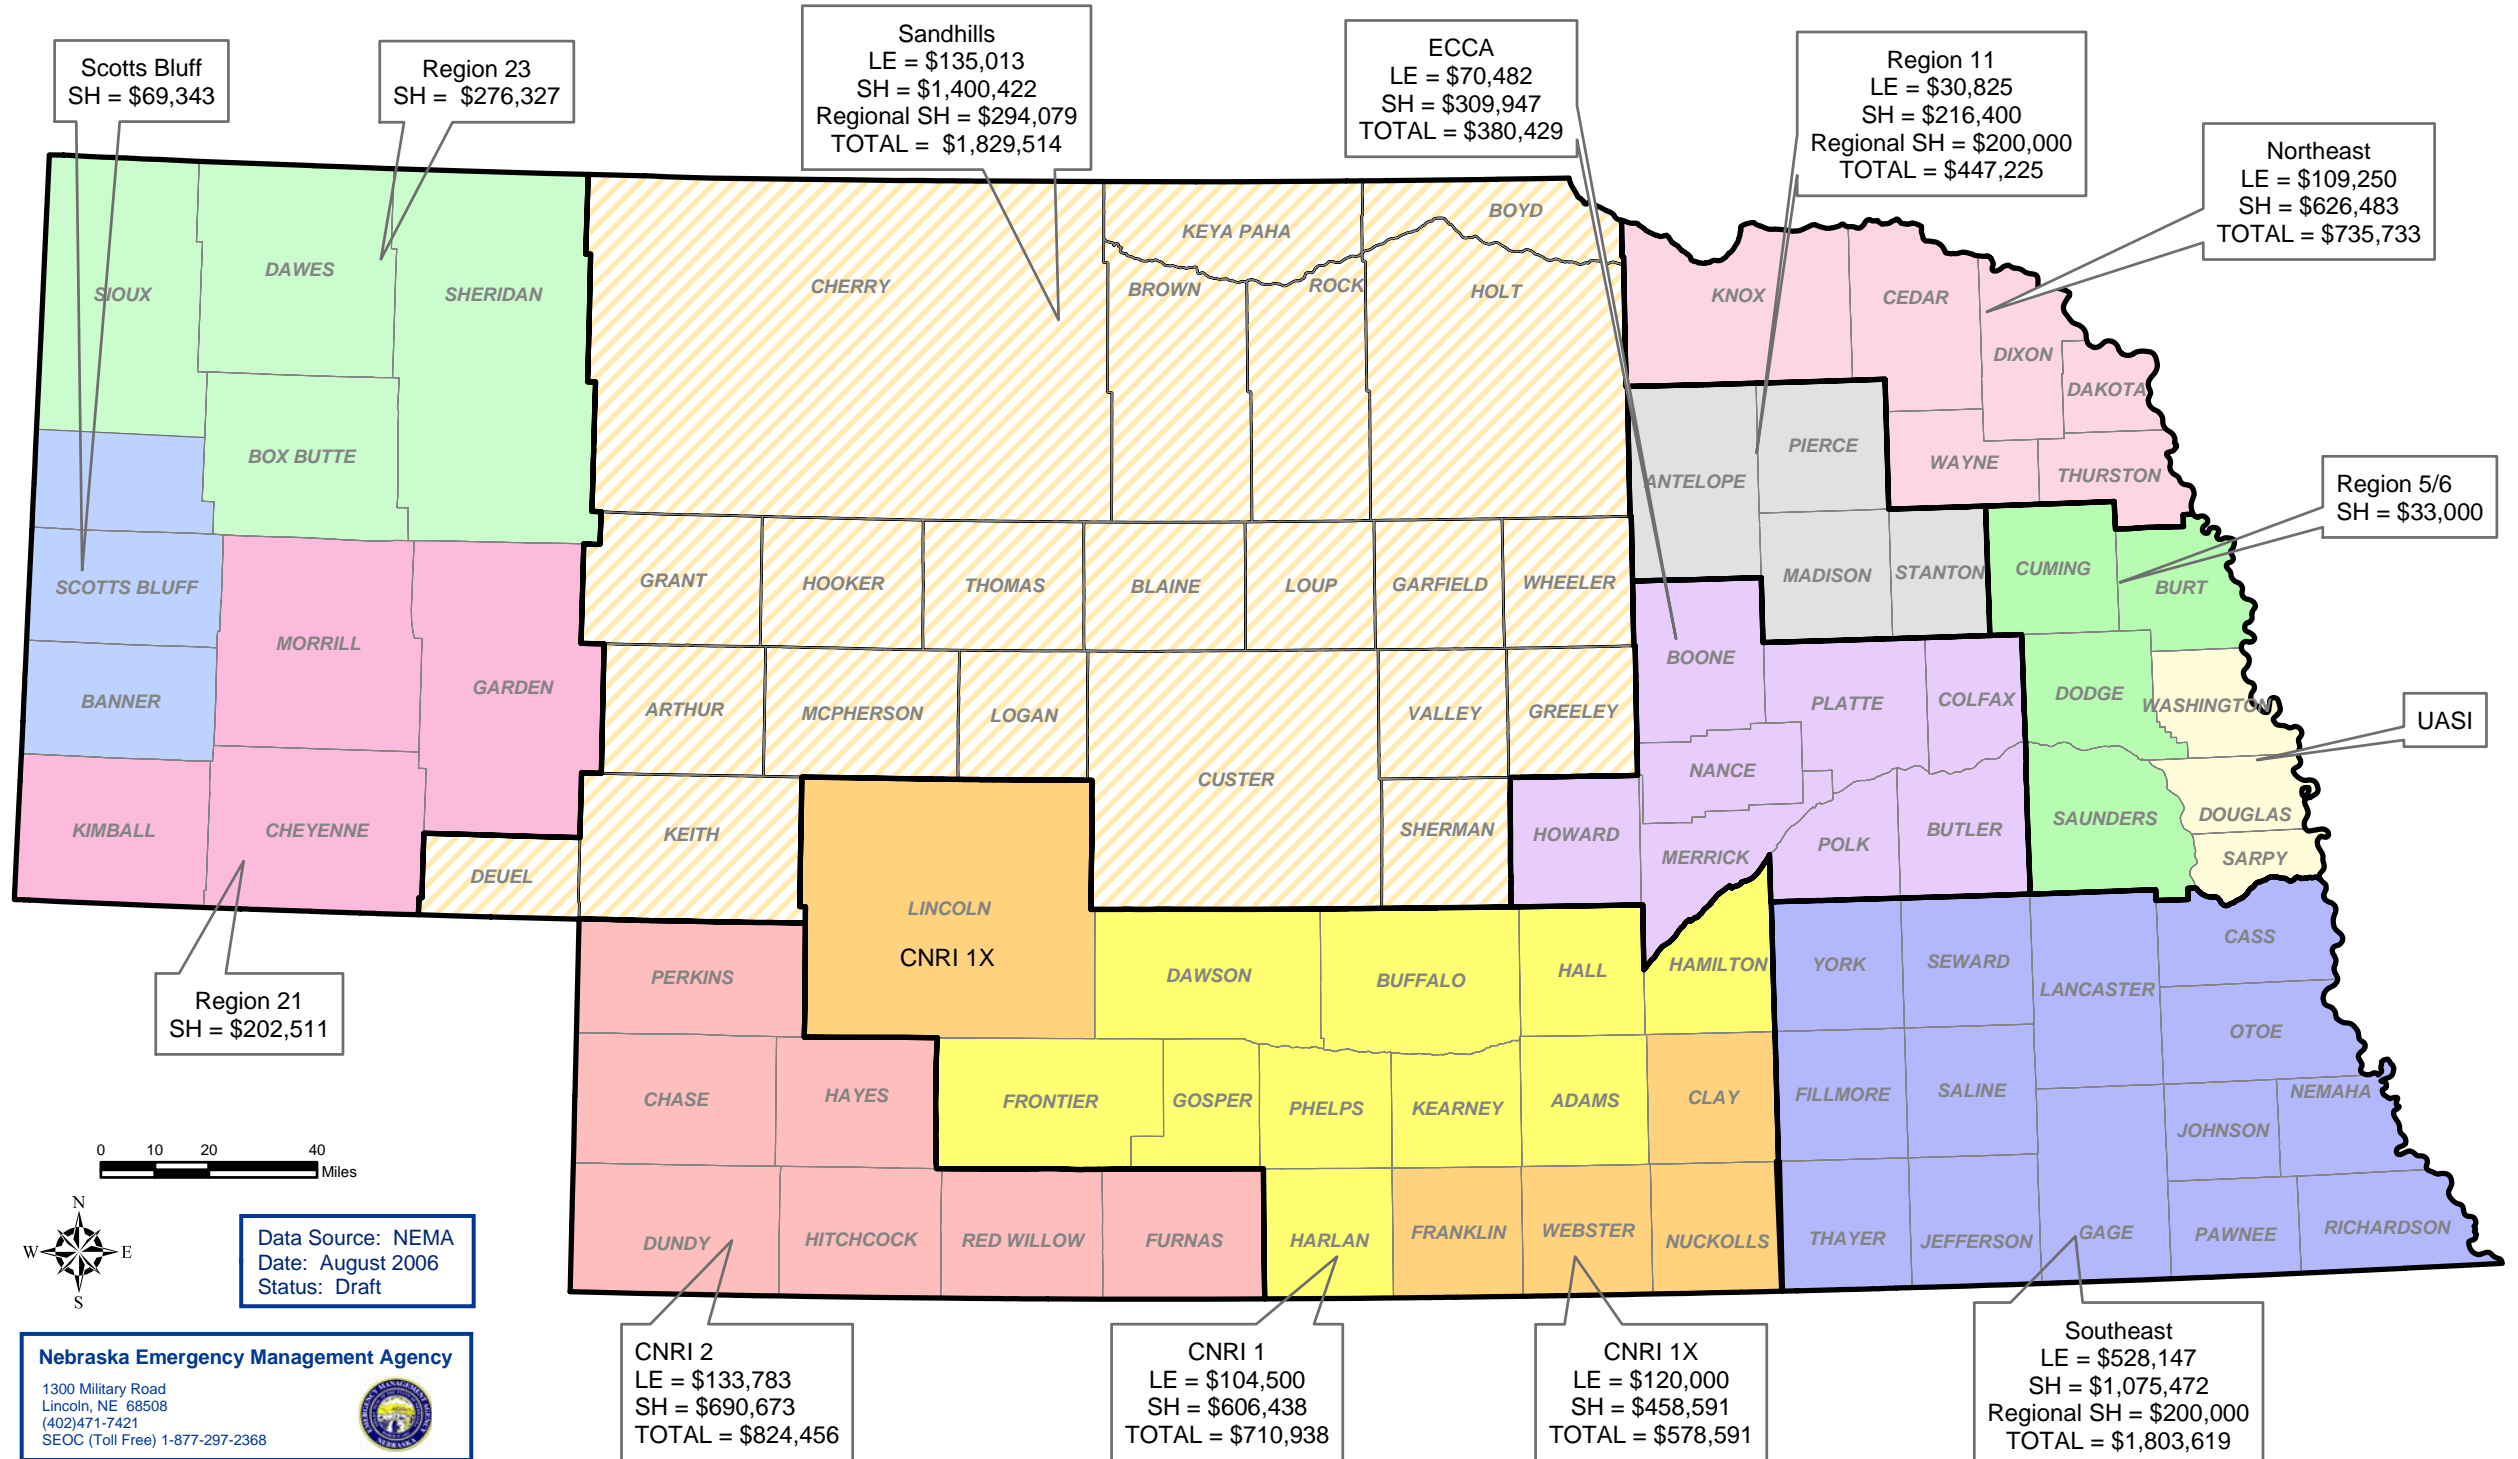 Scotts Bluff
SH = $69,343
Region 23
SH =  $276,327
Sandhills
LE = $135,013
SH = $1,400,422
Regional SH = $294,079
TOTAL =  $1,829,514
ECCA
LE = $70,482
SH = $309,947
TOTAL = $380,429
Region 11
LE = $30,825
SH = $216,400
Regional SH = $200,000
TOTAL = $447,225
Northeast
LE = $109,250
SH = $626,483
TOTAL = $735,733
Region 5/6
SH = $33,000
UASI
SIOUX
DAWES
SHERIDAN
BOX BUTTE
SCOTTS BLUFF
BANNER
MORRILL
GARDEN
KIMBALL
CHEYENNE
DEUEL
CHERRY
KEYA PAHA
BOYD
BROWN
ROCK
HOLT
GRANT
HOOKER
THOMAS
BLAINE
LOUP
GARFIELD
WHEELER
ARTHUR
MCPHERSON
LOGAN
CUSTER
VALLEY
GREELEY
KEITH
SHERMAN
KNOX
CEDAR
DIXON
DAKOTA
WAYNE
THURSTON
ANTELOPE
PIERCE
MADISON
STANTON
CUMING
BURT
DODGE
WASHINGTON
SAUNDERS
DOUGLAS
SARPY
BOONE
PLATTE
COLFAX
NANCE
HOWARD
MERRICK
POLK
BUTLER
LINCOLN
CNRI 1X
PERKINS
CHASE
HAYES
DUNDY
HITCHCOCK
RED WILLOW
FURNAS
DAWSON
BUFFALO
HALL
HAMILTON
FRONTIER
GOSPER
PHELPS
KEARNEY
ADAMS
CLAY
HARLAN
FRANKLIN
WEBSTER
NUCKOLLS
YORK
SEWARD
LANCASTER
CASS
OTOE
FILLMORE
SALINE
JOHNSON
NEMAHA
THAYER
JEFFERSON
GAGE
PAWNEE
RICHARDSON
Region 21
SH = $202,511
0 10 20 40
Miles
N
W E
S
Data Source:  NEMA
Date:  August 2006
Status:  Draft
Nebraska Emergency Management Agency
1300 Military Road
Lincoln, NE  68508
(402)471-7421
SEOC (Toll Free) 1-877-297-2368
CNRI 2
LE = $133,783
SH = $690,673
TOTAL = $824,456
CNRI 1
LE = $104,500
SH = $606,438
TOTAL = $710,938
CNRI 1X
LE = $120,000
SH = $458,591
TOTAL = $578,591
Southeast
LE = $528,147
SH = $1,075,472
Regional SH = $200,000
TOTAL = $1,803,619